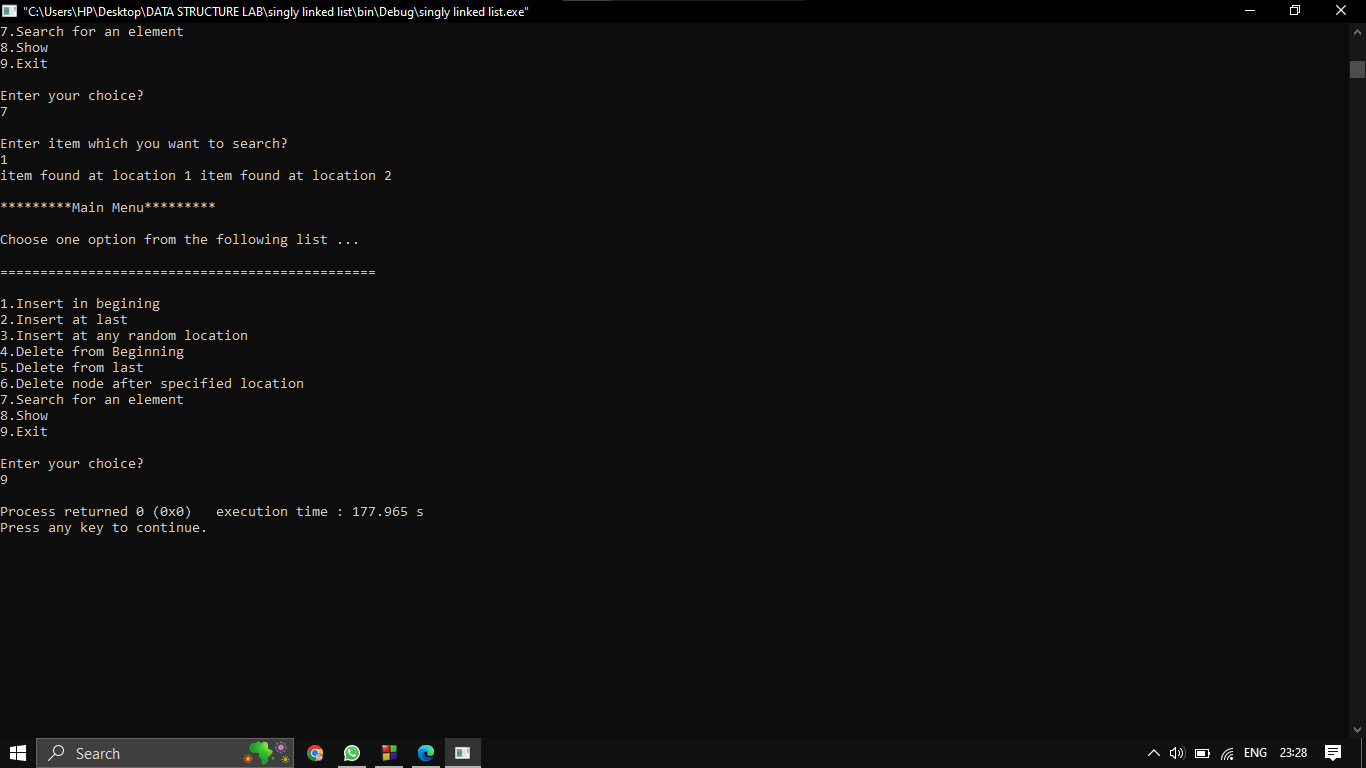 "C:\Users\HP\Desktop\DATA STRUCTURE LAB\singly linked list\bin\Debug\singly linked list.exe"
7.Search for an element
8.Show
9.Exit
Enter your choice?
7
Enter item which you want to search?
1
item found at location 1 item found at location 2
*********Main Menu*********
Choose one option from the following list ...
===============================================
1.Insert in begining
2.Insert at last
3.Insert at any random location
4.Delete from Beginning
5.Delete from last
6.Delete node after specified location
7.Search for an element
8.Show
9.Exit
Enter your choice?
9
Process returned 0 (0x0)   execution time : 177.965 s
Press any key to continue.
Search
ENG
23:28